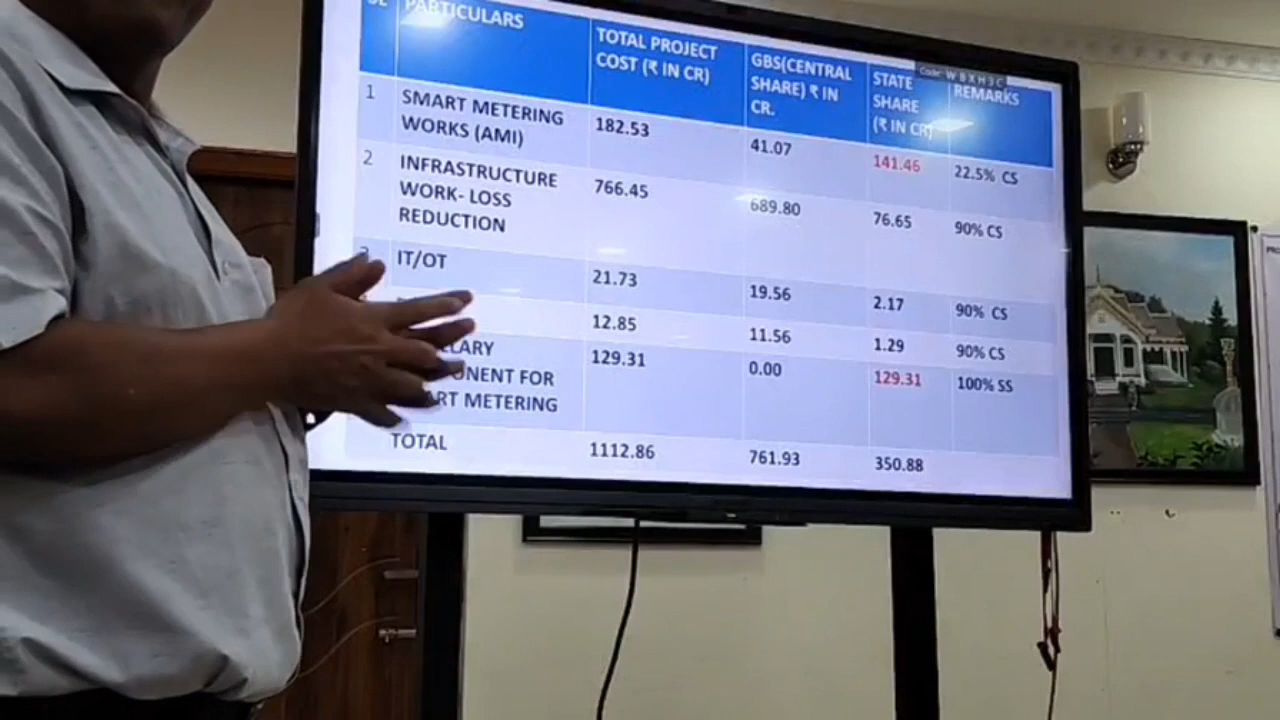 PARTICULARS
TOTAL PROJECT
COST (₹ IN CR)
GBS(CENTRAL
SHARE) ₹ IN
CR.
STATE
SHARE
(₹ IN CR)
REMARKS
Code: W B X H 3 C
1
SMART METERING
WORKS (AMI)
182.53
41.07
141.46
22.5% CS
2
INFRASTRUCTURE
WORK- LOSS
REDUCTION
766.45
689.80
76.65
90% CS
IT/OT
21.73
19.56
2.17
90% CS
12.85
11.56
1.29
90% CS
FOR
METERING
129.31
0.00
129.31
100% SS
TOTAL
1112.86
761.93
350.88